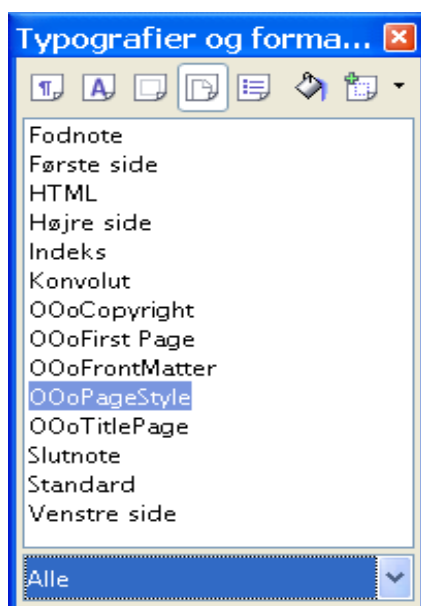 Typografier og forma...
Fodnote
Første side
HTML
Højre side
Indeks
Konvolut
OOoCopyright
OOoFirst Page
OOoFrontMatter
OOoPageStyle
OOoTitlePage
Slutnote
Standard
Venstre side
Alle